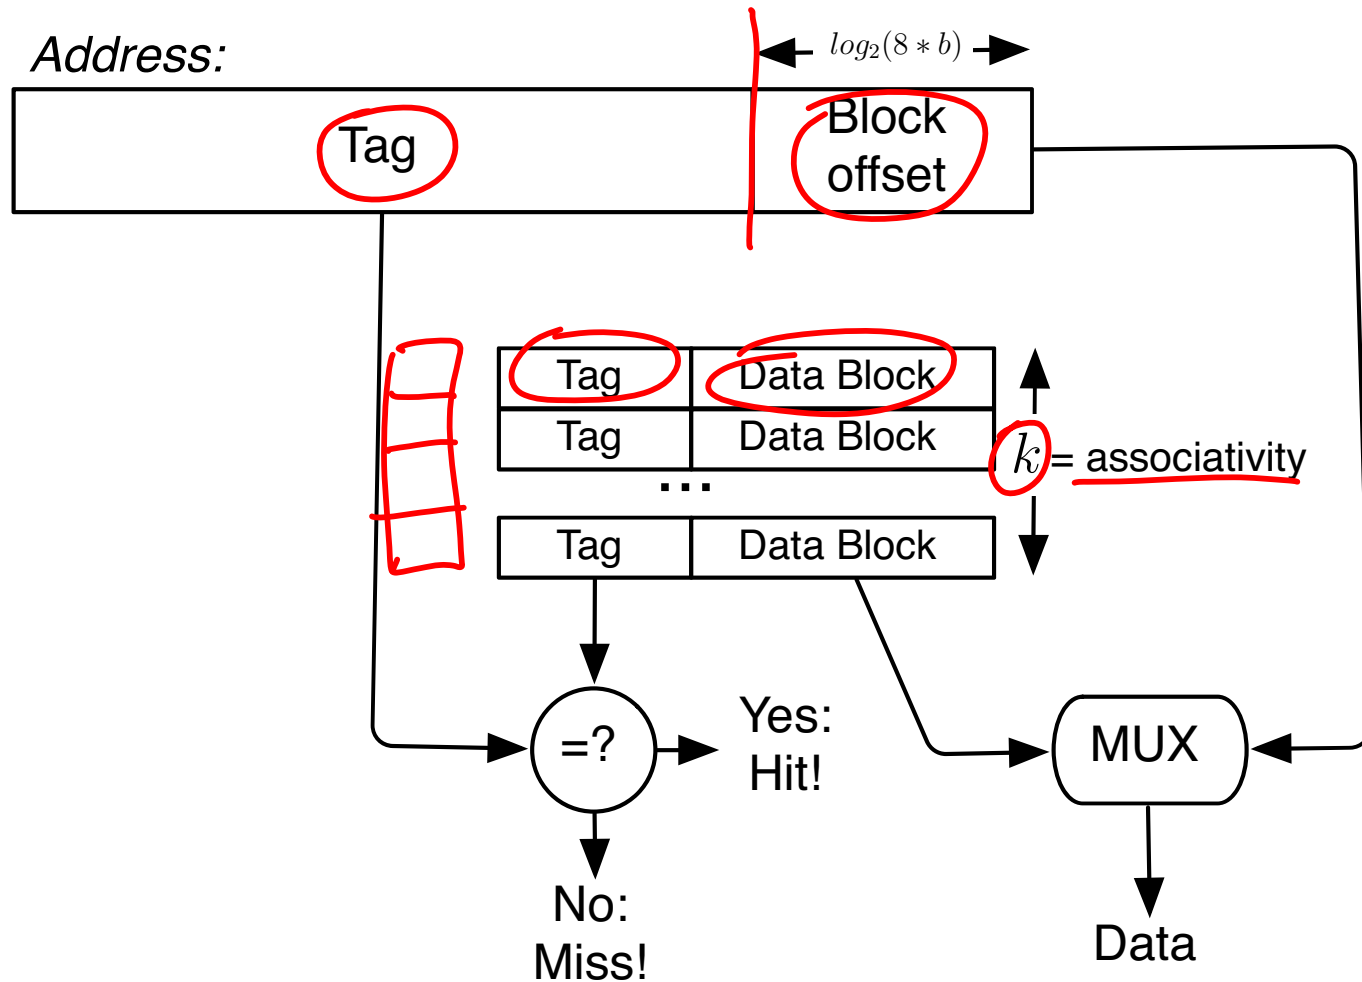 Address:
log₂(8 * b)
Tag
Block
offset
Tag Data Block
Tag Data Block
k = associativity
...
Tag Data Block
=?
Yes:
Hit!
MUX
No:
Miss!
Data